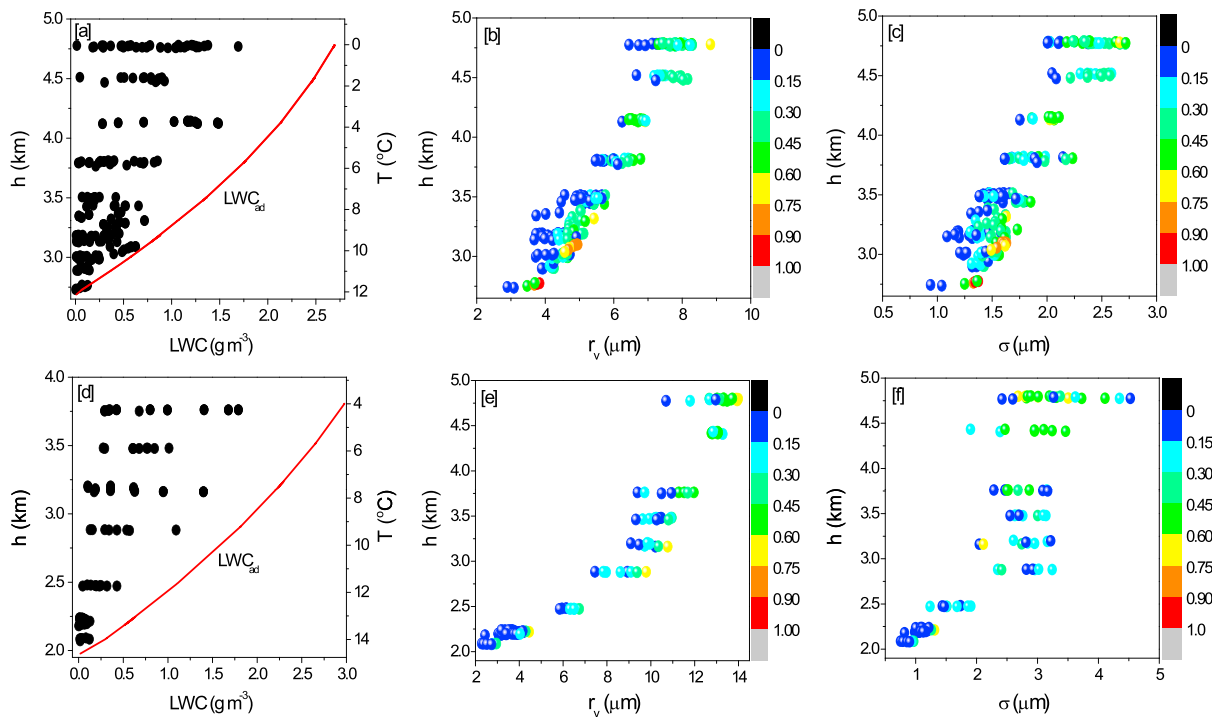 [a]
5.0
4.5
4.0
3.5
3.0
h (km)
0.0 0.5 1.0 1.5 2.0 2.5
LWC (g m-3)
LWCad
0
2
4
6
8
10
12
T (°C)
[b]
5.0
4.5
4.0
3.5
3.0
2.5
h (km)
2 4 6 8 10
rv (μm)
0
0.15
0.30
0.45
0.60
0.75
0.90
1.00
[c]
5.0
4.5
4.0
3.5
3.0
2.5
h (km)
0.5 1.0 1.5 2.0 2.5 3.0
σ (μm)
0
0.15
0.30
0.45
0.60
0.75
0.90
1.00
[d]
4.0
3.5
3.0
2.5
2.0
h (km)
0.0 0.5 1.0 1.5 2.0 2.5 3.0
LWC (g m-3)
LWCad
4
6
8
10
12
14
T (°C)
[e]
5.0
4.5
4.0
3.5
3.0
2.5
2.0
h (km)
2 4 6 8 10 12 14
rv (μm)
0
0.15
0.30
0.45
0.60
0.75
0.90
1.00
[f]
5.0
4.5
4.0
3.5
3.0
2.5
2.0
h (km)
1 2 3 4 5
σ (μm)
0
0.15
0.30
0.45
0.60
0.75
0.90
1.0